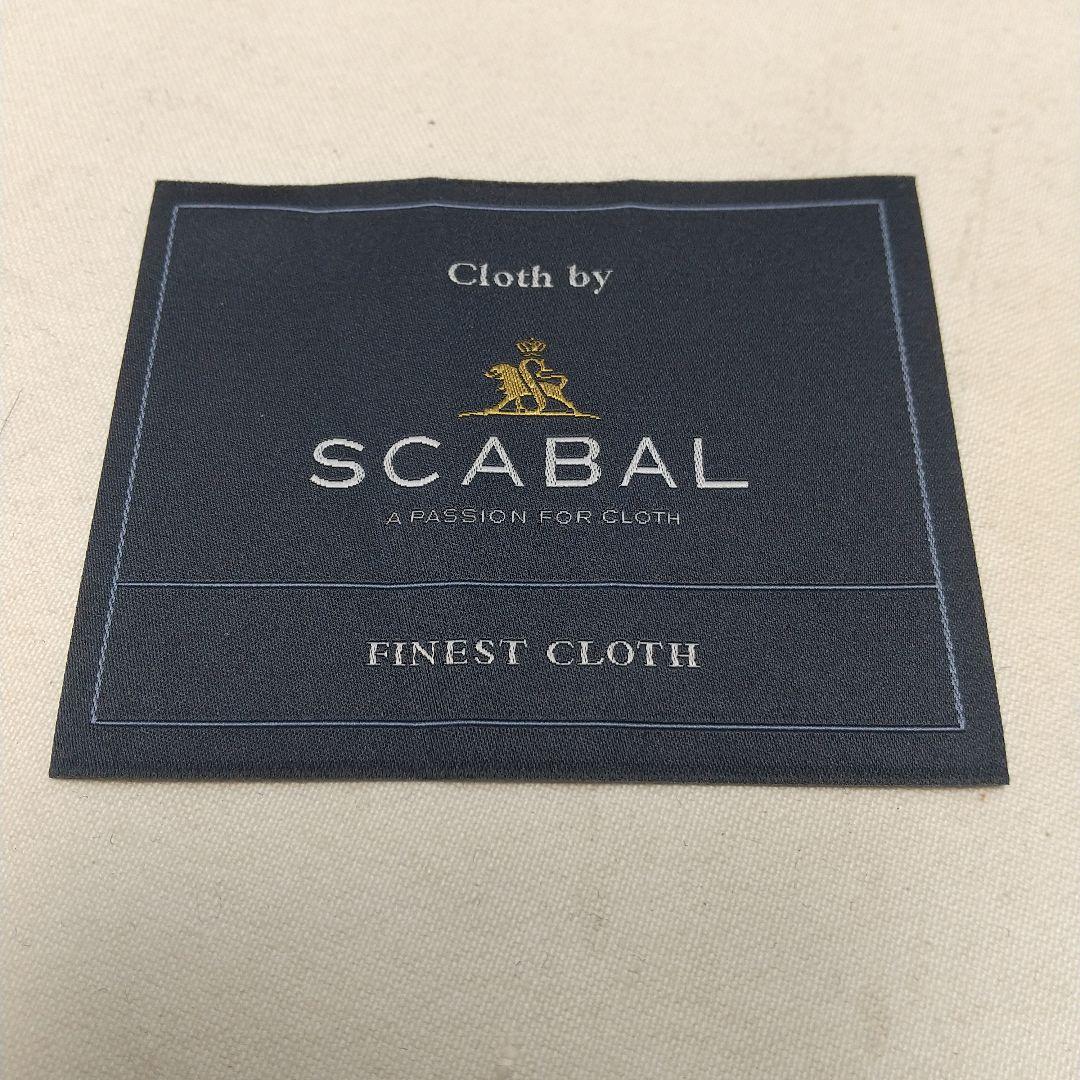 Cloth by
S
SCABAL
A PASSION FOR CLOTH
FINEST CLOTH